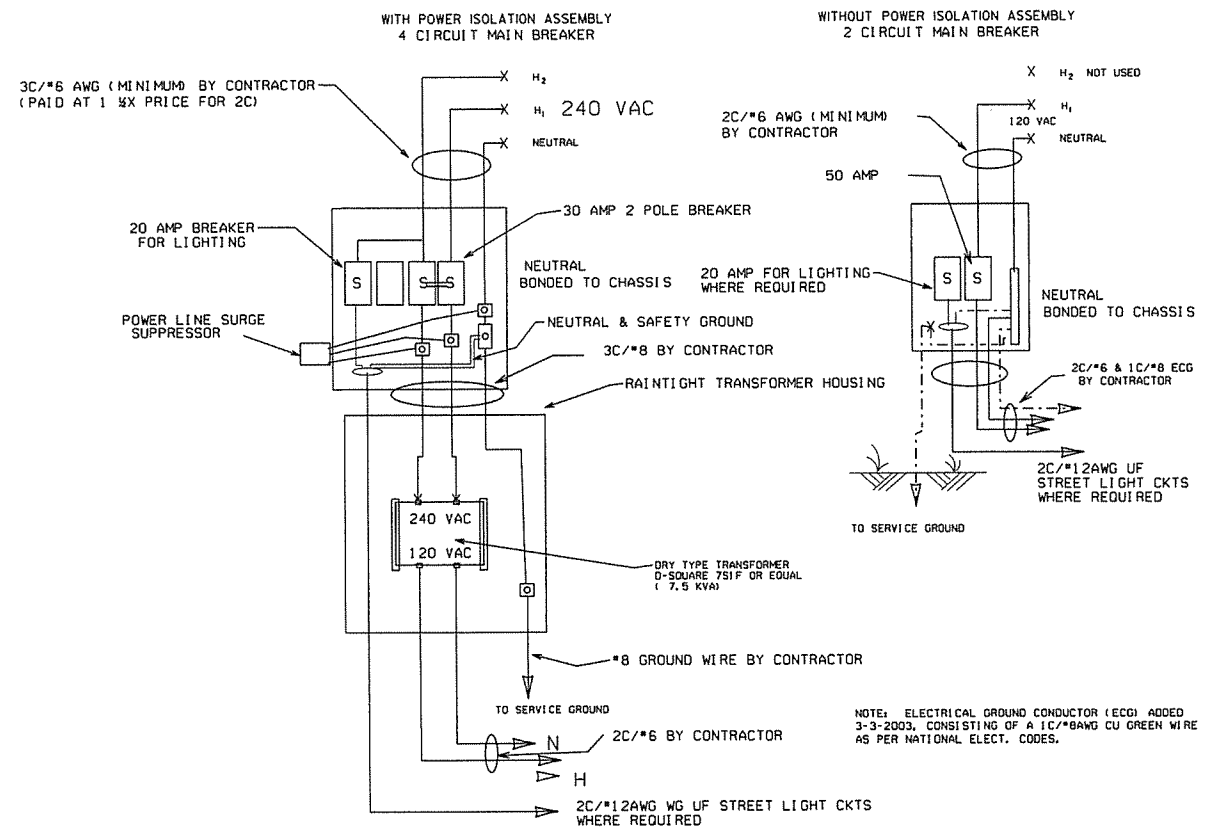 WITH POWER ISOLATION ASSEMBLY
4 CIRCUIT MAIN BREAKER
3C/#6 AWG (MINIMUM) BY CONTRACTOR
(PAID AT 1 ½X PRICE FOR 2C)
H₂
H₁ 240 VAC
NEUTRAL
20 AMP BREAKER
FOR LIGHTING
30 AMP 2 POLE BREAKER
S
S
S
NEUTRAL
BONDED TO CHASSIS
POWER LINE SURGE
SUPPRESSOR
NEUTRAL & SAFETY GROUND
3C/#8 BY CONTRACTOR
RAINTIGHT TRANSFORMER HOUSING
240 VAC
120 VAC
DRY TYPE TRANSFORMER
D-SQUARE 7S1F OR EQUAL
( 7.5 KVA)
#8 GROUND WIRE BY CONTRACTOR
TO SERVICE GROUND
2C/#6 BY CONTRACTOR
N
H
2C/#12AWG WG UF STREET LIGHT CKTS
WHERE REQUIRED
WITHOUT POWER ISOLATION ASSEMBLY
2 CIRCUIT MAIN BREAKER
H₂ NOT USED
H₁
120 VAC
NEUTRAL
2C/#6 AWG (MINIMUM)
BY CONTRACTOR
50 AMP
20 AMP FOR LIGHTING
WHERE REQUIRED
S
S
NEUTRAL
BONDED TO CHASSIS
2C/#6 & 1C/#8 ECG
BY CONTRACTOR
2C/#12AWG UF
STREET LIGHT CKTS
WHERE REQUIRED
TO SERVICE GROUND
NOTE: ELECTRICAL GROUND CONDUCTOR (ECG) ADDED
3-3-2003, CONSISTING OF A 1C/#8AWG CU GREEN WIRE
AS PER NATIONAL ELECT. CODES.